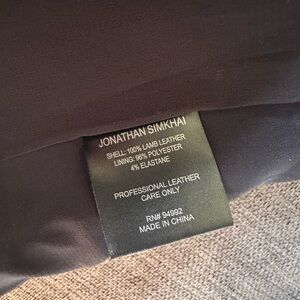 JONATHAN SIMKHAI
SHELL: 100% LAMB LEATHER
LINING: 96% POLYESTER
4% ELASTANE
PROFESSIONAL LEATHER
CARE ONLY
RN# 94992
MADE IN CHINA